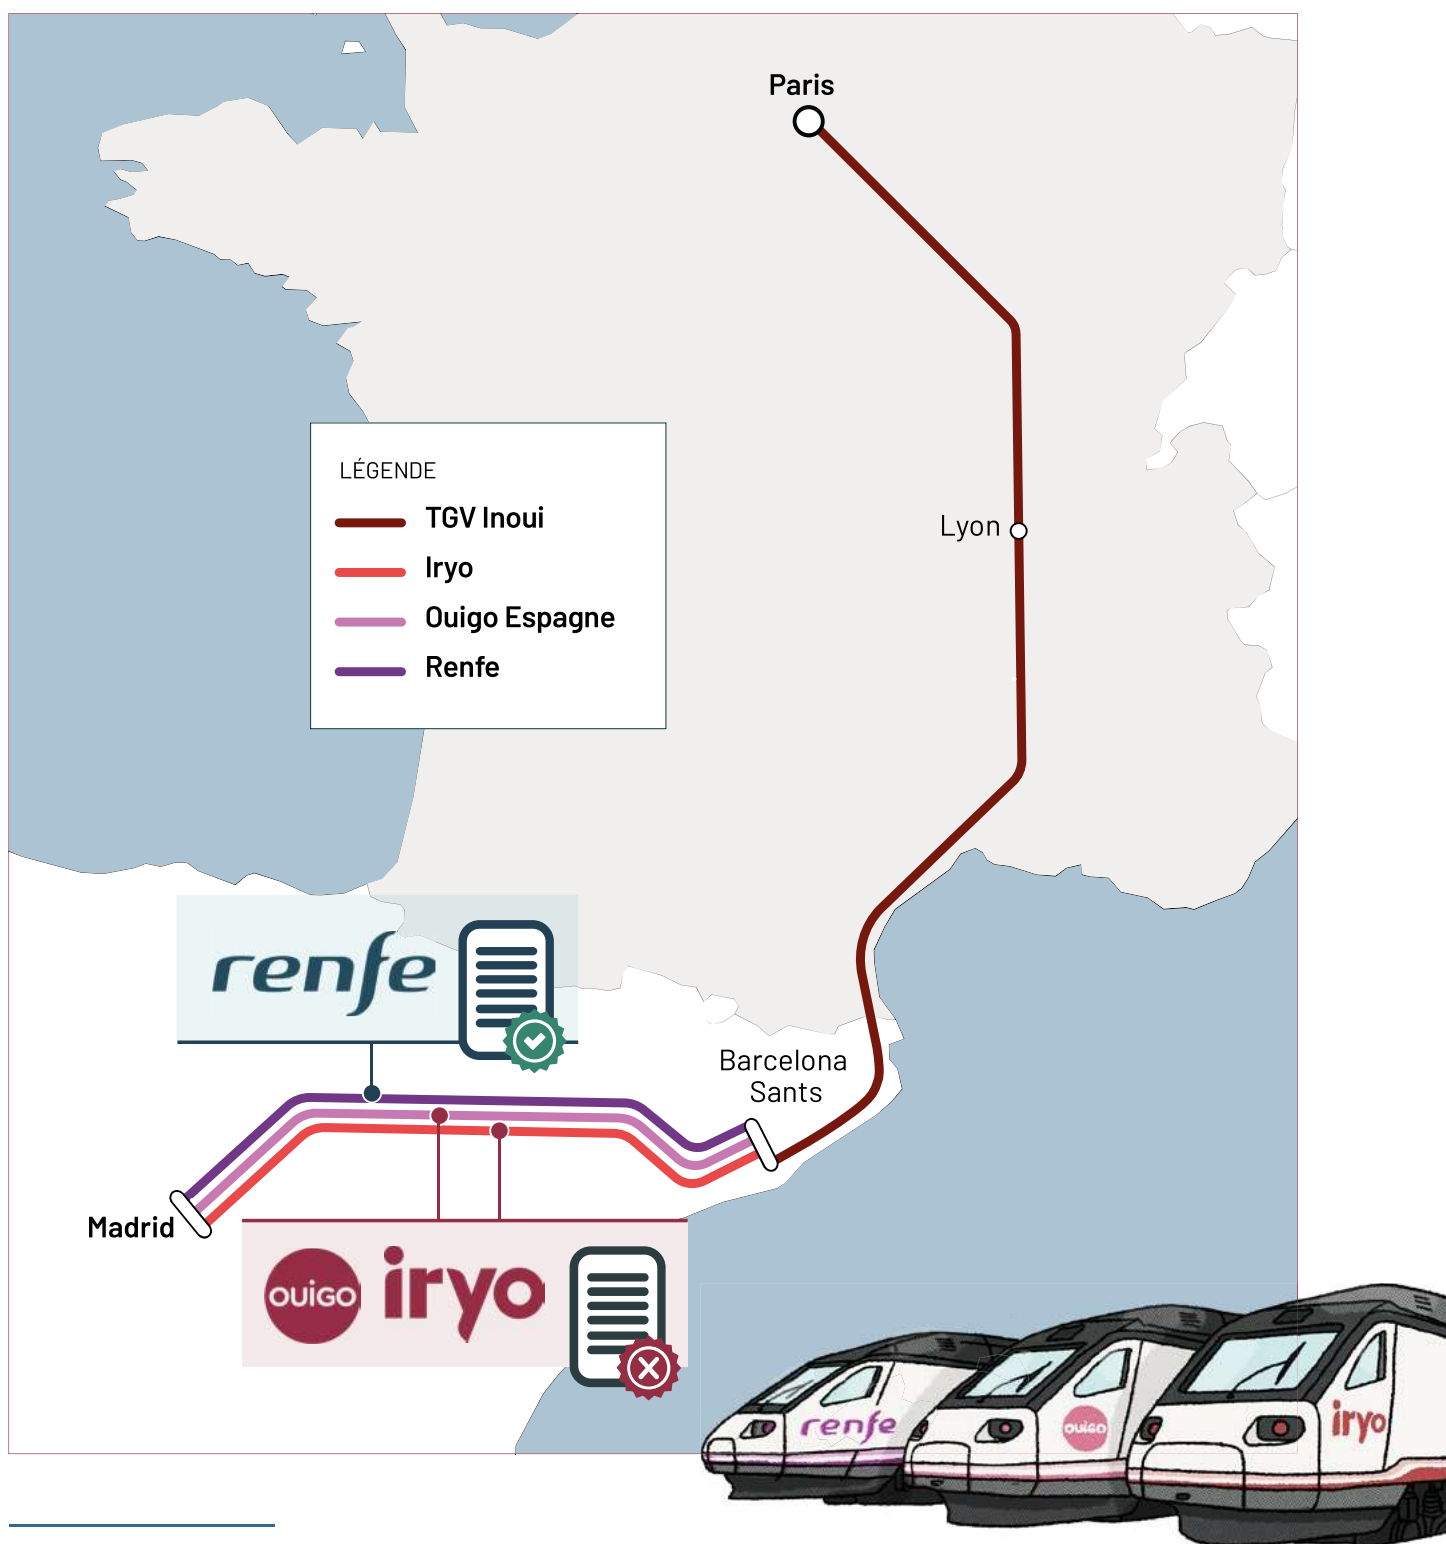 Paris
LÉGENDE
TGV Inoui
Iryo
Ouigo Espagne
Renfe
Lyon
renfe
Barcelona
Sants
Madrid
OUIGO
iryo
renfe
OUIGO
iryo